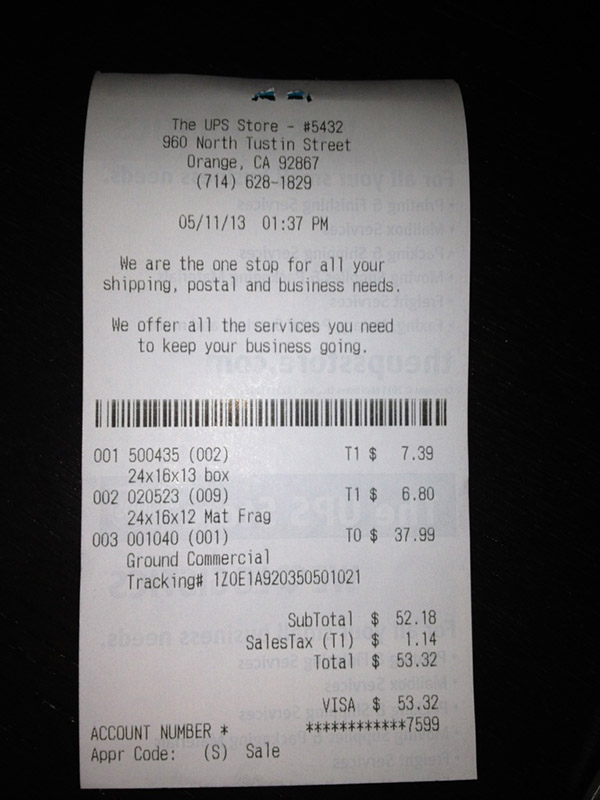 The UPS Store - #5432
960 North Tustin Street
Orange, CA 92867
(714) 628-1829
05/11/13 01:37 PM
We are the one stop for all your
shipping, postal and business needs.
We offer all the services you need
to keep your business going.
001 500435 (002) T1 $ 7.39
24x16x13 box
002 020523 (009) T1 $ 6.80
24x16x12 Mat Frag
003 001040 (001) T0 $ 37.99
Ground Commercial
Tracking# 1Z0E1A920350501021
SubTotal $ 52.18
SalesTax (T1) $ 1.14
Total $ 53.32
VISA $ 53.32
ACCOUNT NUMBER * ************7599
Appr Code: (S) Sale